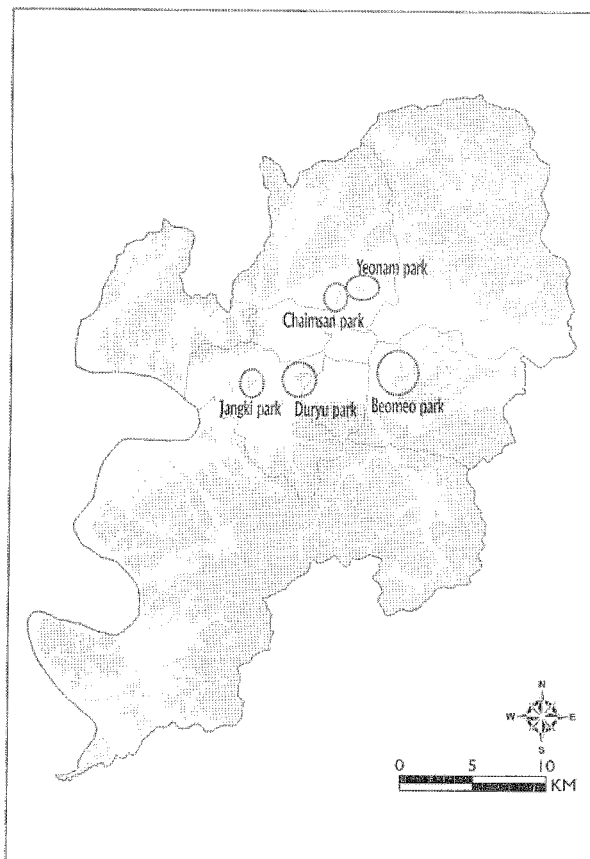 Yeonam park
Chaimsan park
Jangki park
Duryu park
Beomeo park
N
W
E
S
0 5 10
KM